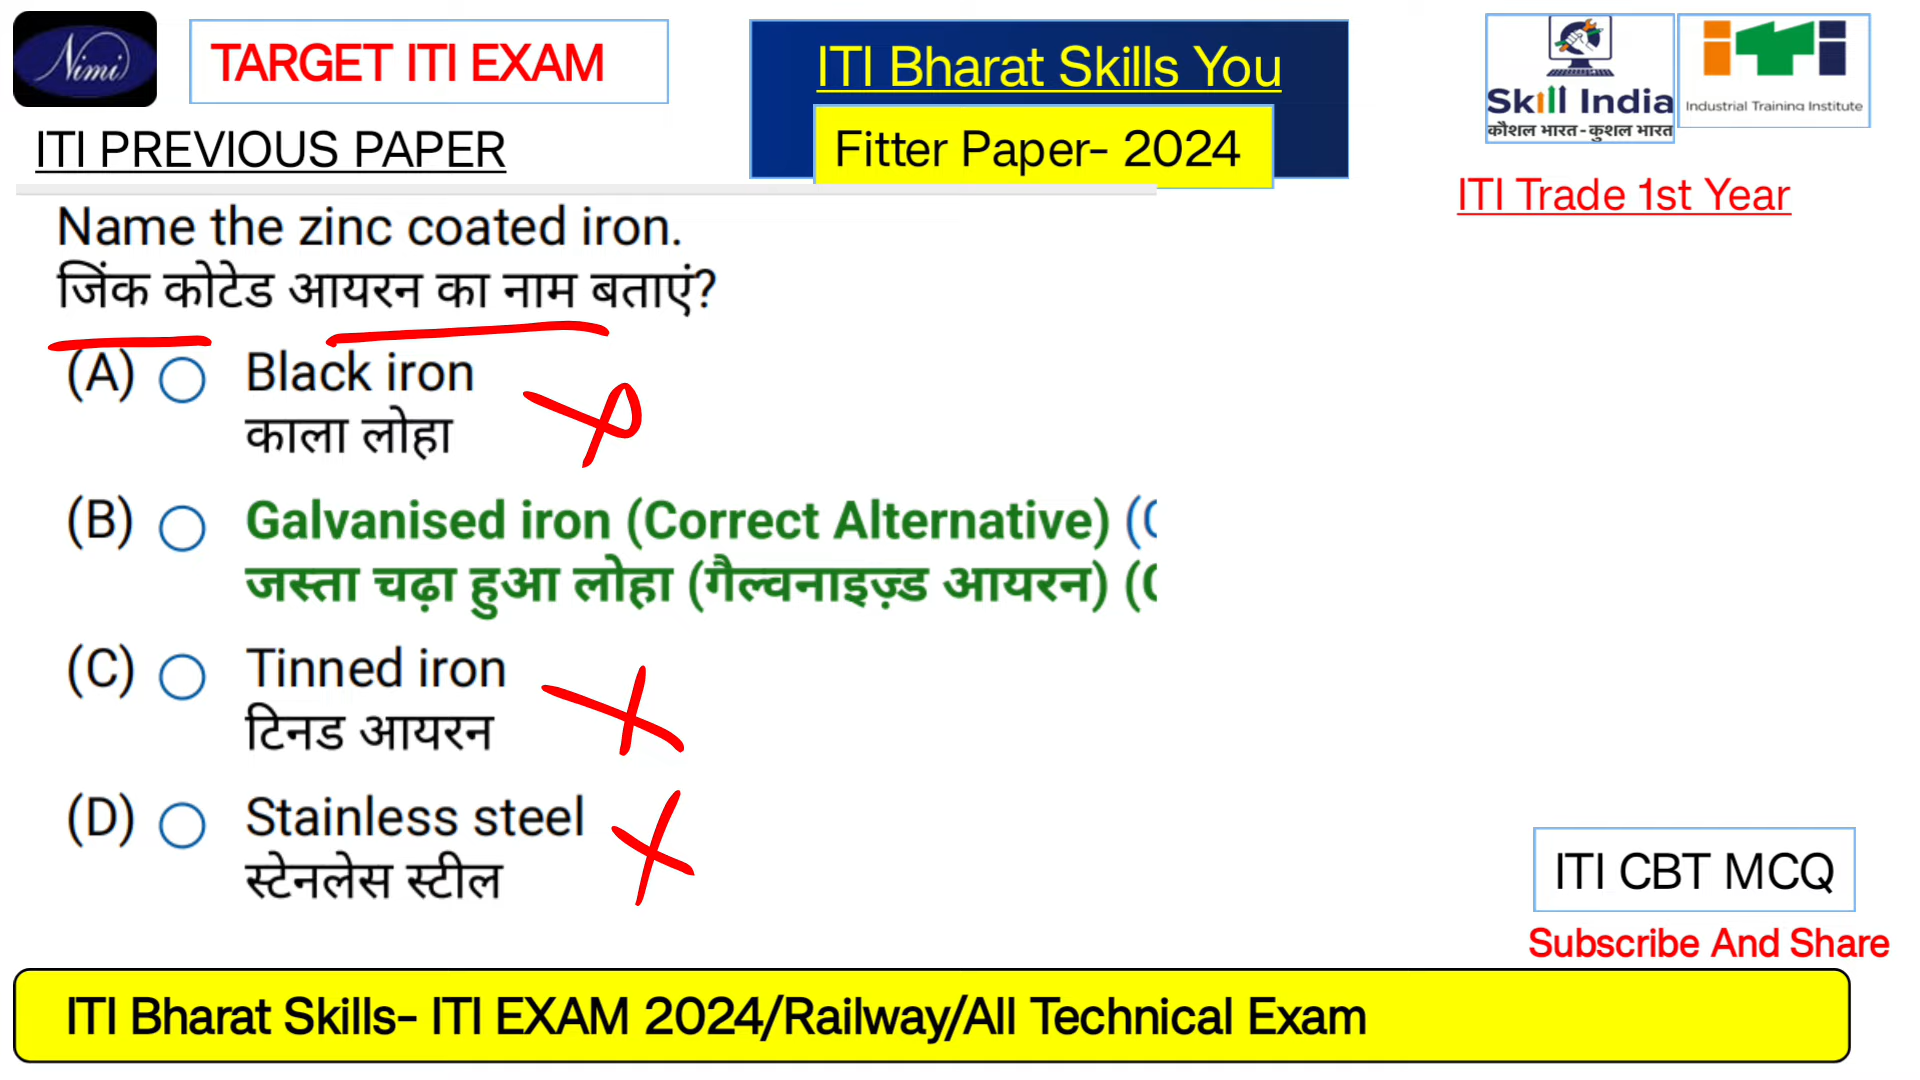 Nimi
TARGET ITI EXAM
ITI Bharat Skills You
Skill India
कौशल भारत-कुशल भारत
iTi
Industrial Training Institute
ITI PREVIOUS PAPER
Fitter Paper- 2024
ITI Trade 1st Year
Name the zinc coated iron.
जिंक कोटेड आयरन का नाम बताएं?
(A) Black iron
काला लोहा
(B) Galvanised iron (Correct Alternative) (
जस्ता चढ़ा हुआ लोहा (गैल्वनाइज़्ड आयरन) (
(C) Tinned iron
टिनड आयरन
(D) Stainless steel
स्टेनलेस स्टील
ITI CBT MCQ
Subscribe And Share
ITI Bharat Skills- ITI EXAM 2024/Railway/All Technical Exam